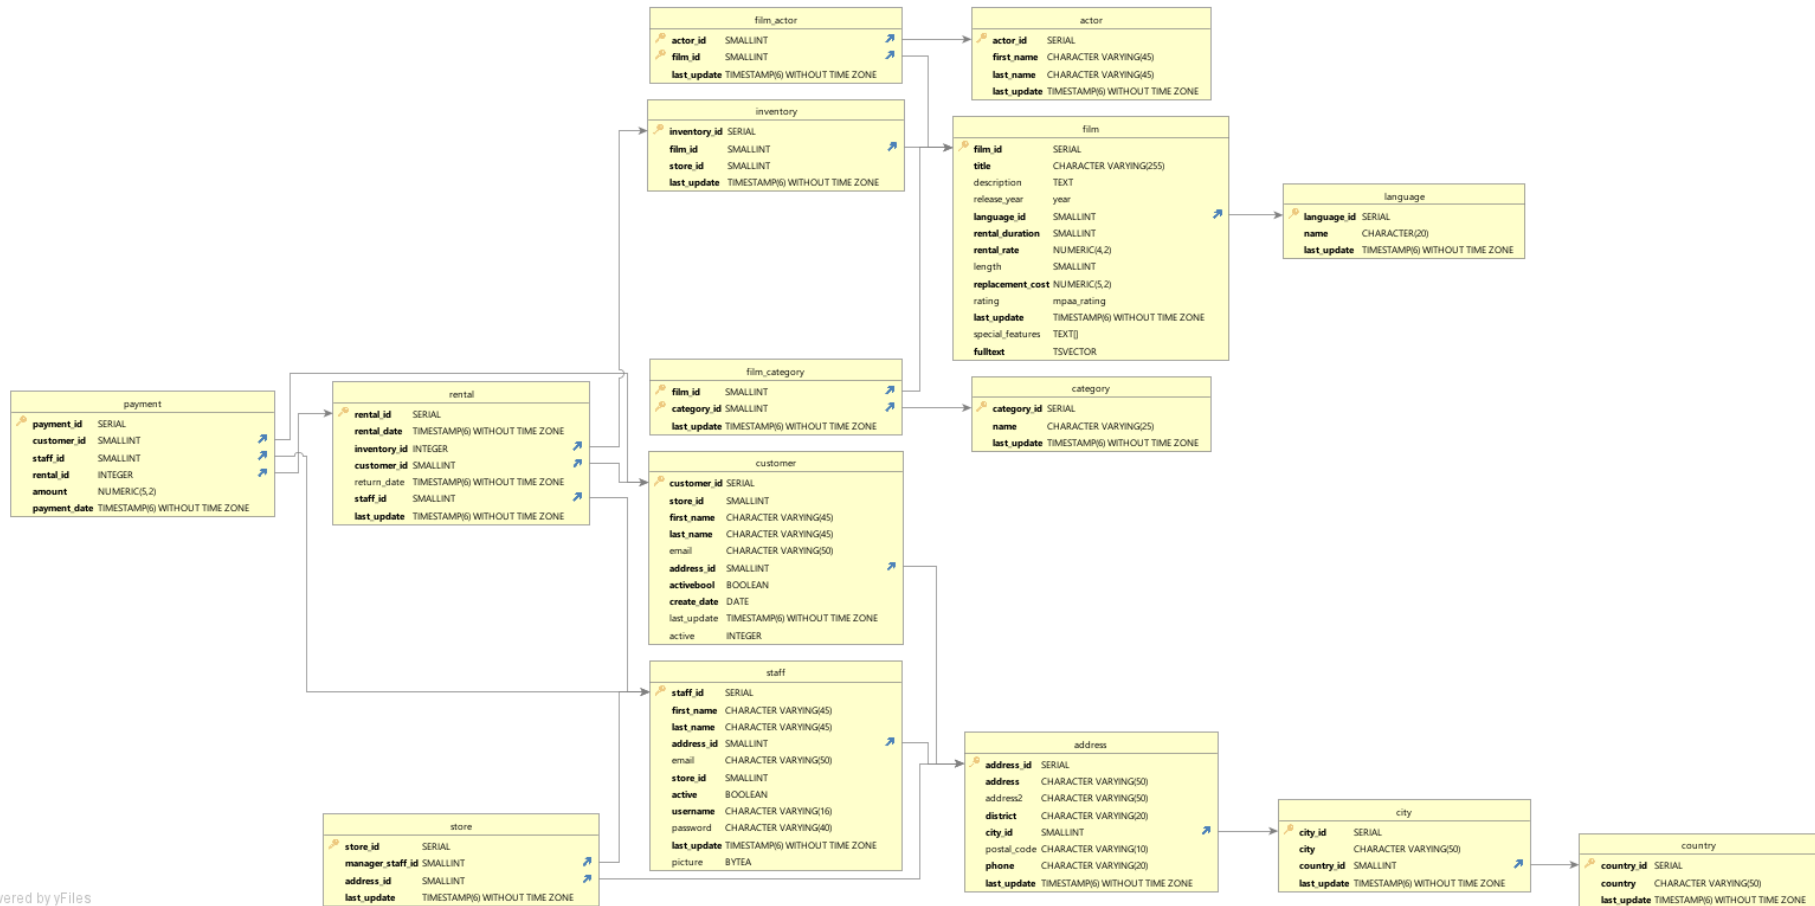 film_actor
actor_id SMALLINT
film_id SMALLINT
last_update TIMESTAMP(6) WITHOUT TIME ZONE
actor
actor_id SERIAL
first_name CHARACTER VARYING(45)
last_name CHARACTER VARYING(45)
last_update TIMESTAMP(6) WITHOUT TIME ZONE
inventory
inventory_id SERIAL
film_id SMALLINT
store_id SMALLINT
last_update TIMESTAMP(6) WITHOUT TIME ZONE
film
film_id SERIAL
title CHARACTER VARYING(255)
description TEXT
release_year year
language_id SMALLINT
rental_duration SMALLINT
rental_rate NUMERIC(4,2)
length SMALLINT
replacement_cost NUMERIC(5,2)
rating mpaa_rating
last_update TIMESTAMP(6) WITHOUT TIME ZONE
special_features TEXT[]
fulltext TSVECTOR
language
language_id SERIAL
name CHARACTER(20)
last_update TIMESTAMP(6) WITHOUT TIME ZONE
payment
payment_id SERIAL
customer_id SMALLINT
staff_id SMALLINT
rental_id INTEGER
amount NUMERIC(5,2)
payment_date TIMESTAMP(6) WITHOUT TIME ZONE
rental
rental_id SERIAL
rental_date TIMESTAMP(6) WITHOUT TIME ZONE
inventory_id INTEGER
customer_id SMALLINT
return_date TIMESTAMP(6) WITHOUT TIME ZONE
staff_id SMALLINT
last_update TIMESTAMP(6) WITHOUT TIME ZONE
film_category
film_id SMALLINT
category_id SMALLINT
last_update TIMESTAMP(6) WITHOUT TIME ZONE
category
category_id SERIAL
name CHARACTER VARYING(25)
last_update TIMESTAMP(6) WITHOUT TIME ZONE
customer
customer_id SERIAL
store_id SMALLINT
first_name CHARACTER VARYING(45)
last_name CHARACTER VARYING(45)
email CHARACTER VARYING(50)
address_id SMALLINT
activebool BOOLEAN
create_date DATE
last_update TIMESTAMP(6) WITHOUT TIME ZONE
active INTEGER
staff
staff_id SERIAL
first_name CHARACTER VARYING(45)
last_name CHARACTER VARYING(45)
address_id SMALLINT
email CHARACTER VARYING(50)
store_id SMALLINT
active BOOLEAN
username CHARACTER VARYING(16)
password CHARACTER VARYING(40)
last_update TIMESTAMP(6) WITHOUT TIME ZONE
picture BYTEA
store
store_id SERIAL
manager_staff_id SMALLINT
address_id SMALLINT
last_update TIMESTAMP(6) WITHOUT TIME ZONE
address
address_id SERIAL
address CHARACTER VARYING(50)
address2 CHARACTER VARYING(50)
district CHARACTER VARYING(20)
city_id SMALLINT
postal_code CHARACTER VARYING(10)
phone CHARACTER VARYING(20)
last_update TIMESTAMP(6) WITHOUT TIME ZONE
city
city_id SERIAL
city CHARACTER VARYING(50)
country_id SMALLINT
last_update TIMESTAMP(6) WITHOUT TIME ZONE
country
country_id SERIAL
country CHARACTER VARYING(50)
last_update TIMESTAMP(6) WITHOUT TIME ZONE
wered by yFiles